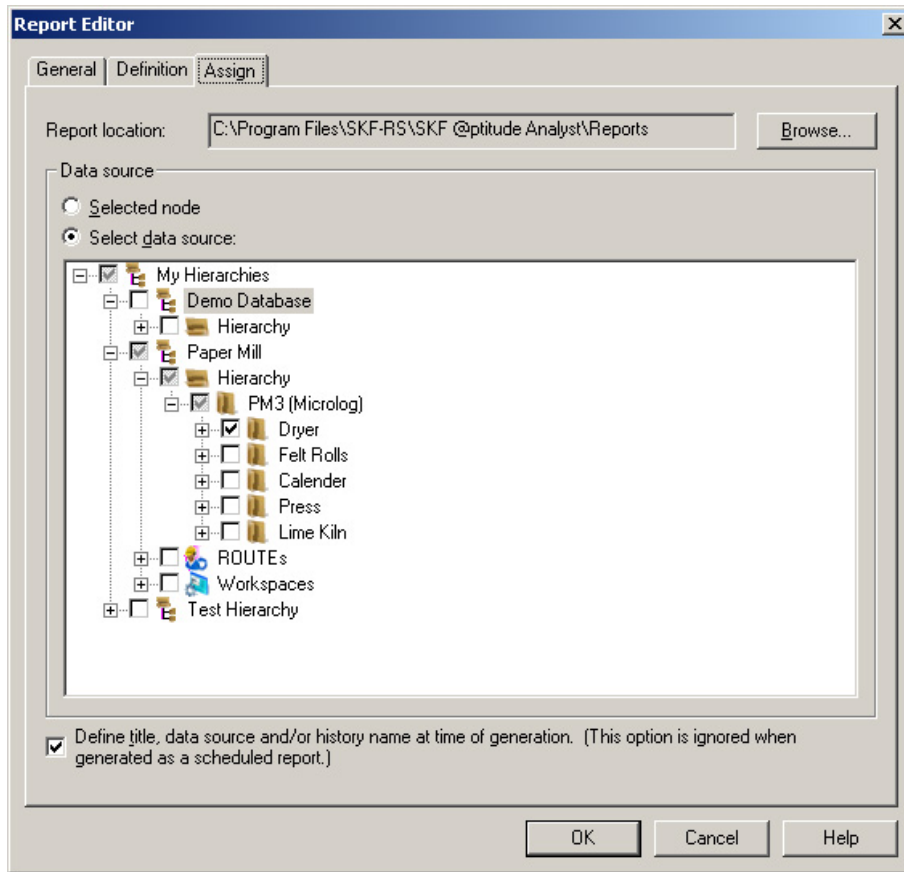 Report Editor
General
Definition
Assign
Report location:
C:\Program Files\SKF-RS\SKF @ptitude Analyst\Reports
Browse...
Data source
Selected node
Select data source:
My Hierarchies
Demo Database
Hierarchy
Paper Mill
Hierarchy
PM3 (Microlog)
Dryer
Felt Rolls
Calender
Press
Lime Kiln
ROUTEs
Workspaces
Test Hierarchy
Define title, data source and/or history name at time of generation. (This option is ignored when
generated as a scheduled report.)
OK
Cancel
Help